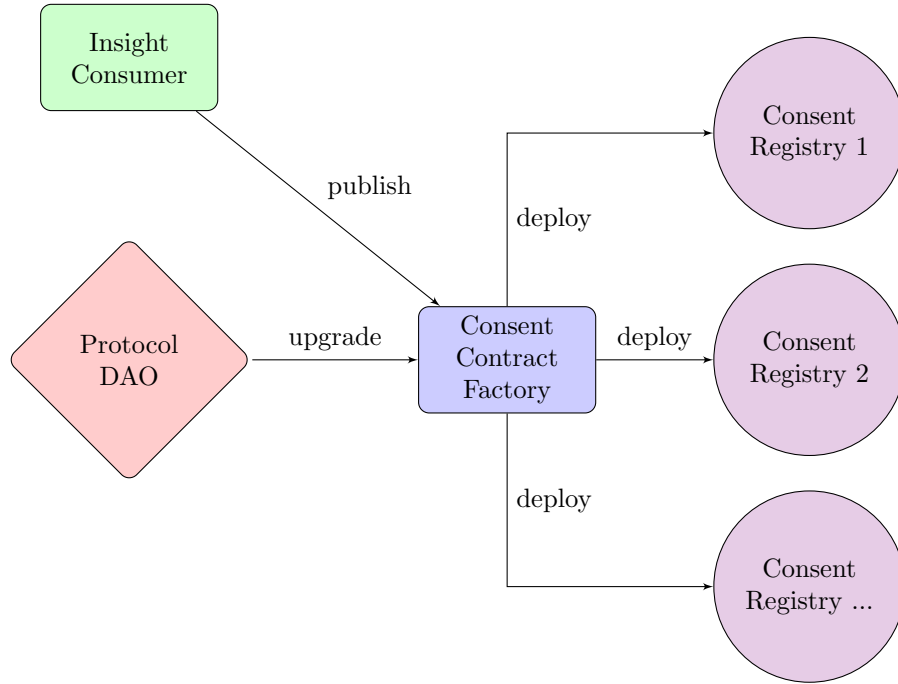 Insight
Consumer
Consent
Registry 1
publish
deploy
Protocol
DAO
upgrade
Consent
Contract
Factory
deploy
Consent
Registry 2
deploy
Consent
Registry ...